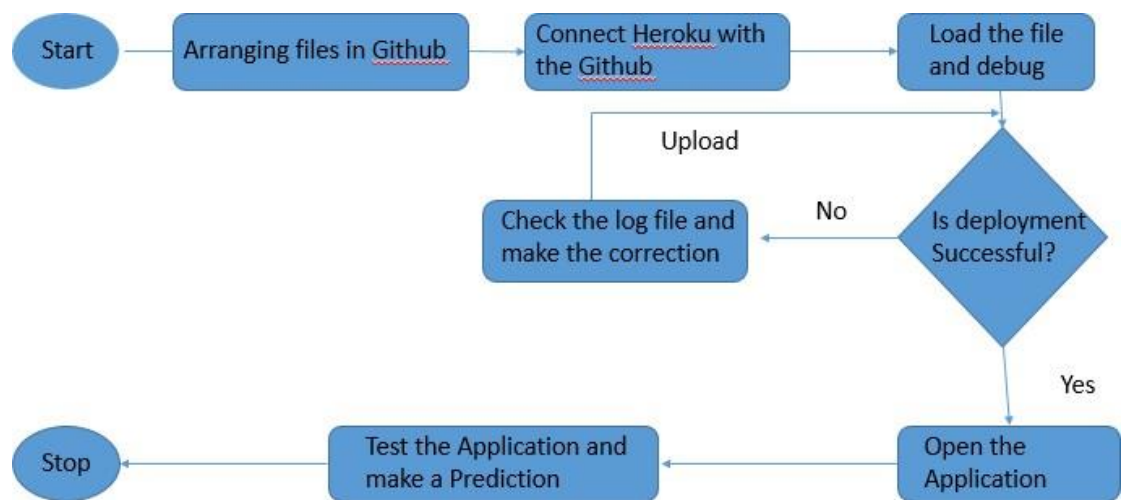 Start
Arranging files in Github
Connect Heroku with
the Github
Load the file
and debug
Upload
Check the log file and
make the correction
No
Is deployment
Successful?
Yes
Open the
Application
Test the Application and
make a Prediction
Stop